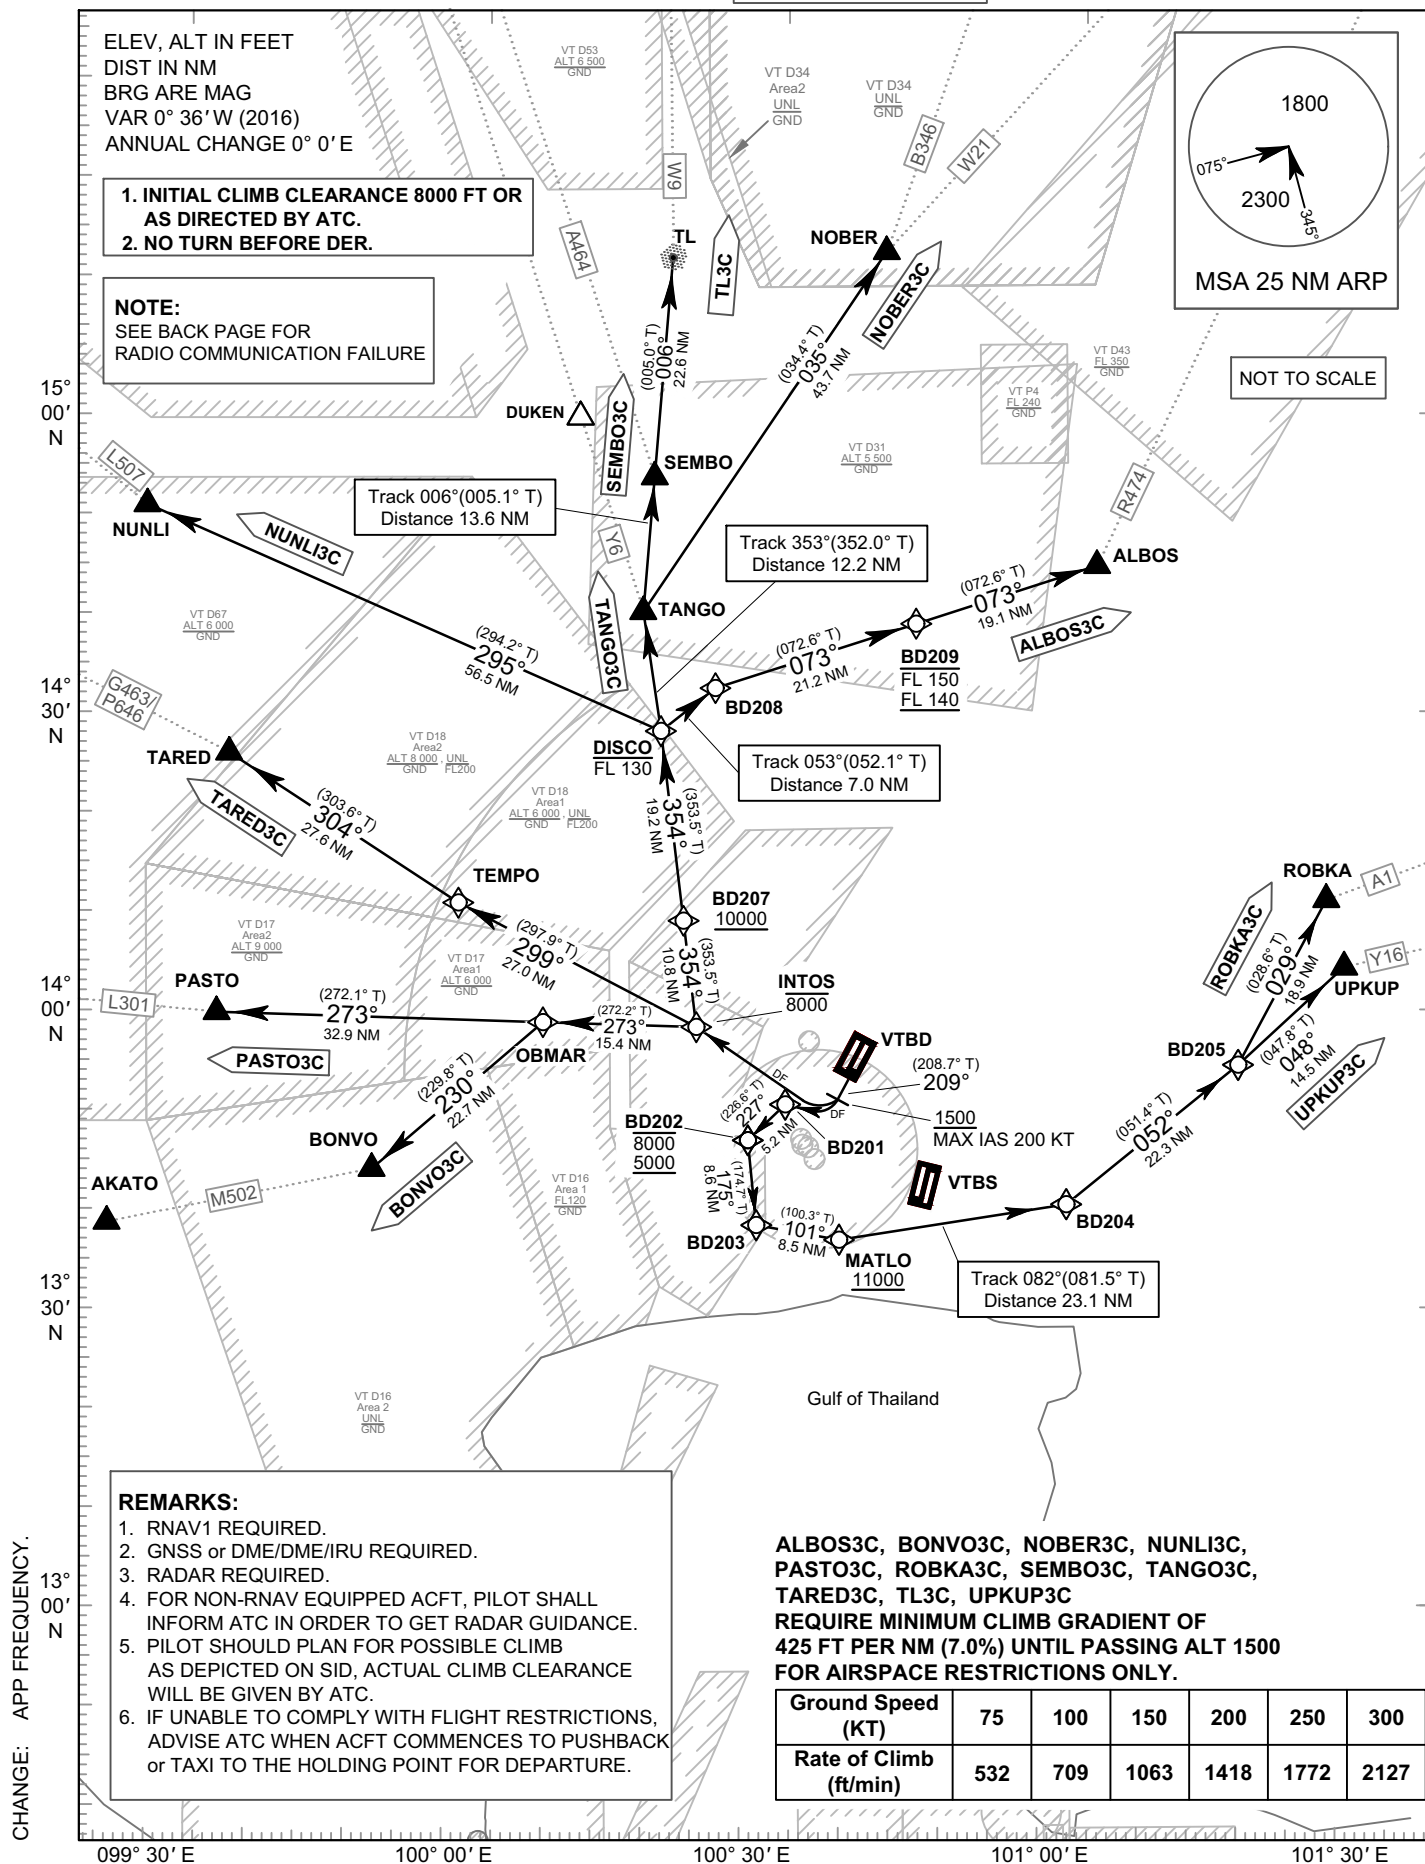 ELEV, ALT IN FEET
DIST IN NM
BRG ARE MAG
VAR 0° 36′ W (2016)
ANNUAL CHANGE 0° 0′ E
1. INITIAL CLIMB CLEARANCE 8000 FT OR
AS DIRECTED BY ATC.
2. NO TURN BEFORE DER.
NOTE:
SEE BACK PAGE FOR
RADIO COMMUNICATION FAILURE
VT D53
ALT 6 500
GND
VT D34
Area2
UNL
GND
VT D34
UNL
GND
B346
W21
W9
A464
1800
075°
2300
345°
MSA 25 NM ARP
NOT TO SCALE
TL
TL3C
NOBER
NOBER3C
(005.0° T)
006°
22.6 NM
(034.4° T)
035°
43.7 NM
VT D43
FL 350
GND
VT P4
FL 240
GND
VT D31
ALT 5 500
GND
15°
00′
N
DUKEN
SEMBO3C
SEMBO
L507
NUNLI
NUNLI3C
Track 006°(005.1° T)
Distance 13.6 NM
Y6
Track 353°(352.0° T)
Distance 12.2 NM
R474
ALBOS
(072.6° T)
073°
19.1 NM
ALBOS3C
TANGO
TANGO3C
VT D67
ALT 6 000
GND
(294.2° T)
295°
56.5 NM
(072.6° T)
073°
21.2 NM
BD209
FL 150
FL 140
BD208
14°
30′
N
G463/
P646
TARED
TARED3C
VT D18
Area2
ALT 8 000 , UNL
GND FL200
DISCO
FL 130
Track 053°(052.1° T)
Distance 7.0 NM
VT D18
Area1
ALT 6 000 , UNL
GND FL200
(303.6° T)
304°
27.6 NM
(353.5° T)
354°
19.2 NM
TEMPO
BD207
10000
ROBKA
A1
ROBKA3C
(028.6° T)
029°
18.9 NM
VT D17
Area2
ALT 9 000
GND
VT D17
Area1
ALT 6 000
GND
(297.9° T)
299°
27.0 NM
(353.5° T)
354°
10.8 NM
INTOS
8000
Y16
UPKUP
14°
00′
N
L301
PASTO
(272.1° T)
273°
32.9 NM
PASTO3C
(272.2° T)
273°
15.4 NM
OBMAR
VTBD
(208.7° T)
209°
BD205
(047.8° T)
048°
14.5 NM
UPKUP3C
DF
DF
1500
MAX IAS 200 KT
(229.8° T)
230°
22.7 NM
BONVO
BONVO3C
(226.6° T)
227°
5.2 NM
BD202
8000
5000
BD201
(051.4° T)
052°
22.3 NM
AKATO
M502
VT D16
Area 1
FL120
GND
(174.7° T)
175°
8.6 NM
VTBS
BD204
BD203
(100.3° T)
101°
8.5 NM
MATLO
11000
Track 082°(081.5° T)
Distance 23.1 NM
13°
30′
N
VT D16
Area 2
UNL
GND
Gulf of Thailand
REMARKS:
1. RNAV1 REQUIRED.
2. GNSS or DME/DME/IRU REQUIRED.
3. RADAR REQUIRED.
4. FOR NON-RNAV EQUIPPED ACFT, PILOT SHALL
INFORM ATC IN ORDER TO GET RADAR GUIDANCE.
5. PILOT SHOULD PLAN FOR POSSIBLE CLIMB
AS DEPICTED ON SID, ACTUAL CLIMB CLEARANCE
WILL BE GIVEN BY ATC.
6. IF UNABLE TO COMPLY WITH FLIGHT RESTRICTIONS,
ADVISE ATC WHEN ACFT COMMENCES TO PUSHBACK
or TAXI TO THE HOLDING POINT FOR DEPARTURE.
13°
00′
N
CHANGE: APP FREQUENCY.
ALBOS3C, BONVO3C, NOBER3C, NUNLI3C,
PASTO3C, ROBKA3C, SEMBO3C, TANGO3C,
TARED3C, TL3C, UPKUP3C
REQUIRE MINIMUM CLIMB GRADIENT OF
425 FT PER NM (7.0%) UNTIL PASSING ALT 1500
FOR AIRSPACE RESTRICTIONS ONLY.
Ground Speed (KT) 75 100 150 200 250 300
Rate of Climb (ft/min) 532 709 1063 1418 1772 2127
099° 30′ E 100° 00′ E 100° 30′ E 101° 00′ E 101° 30′ E